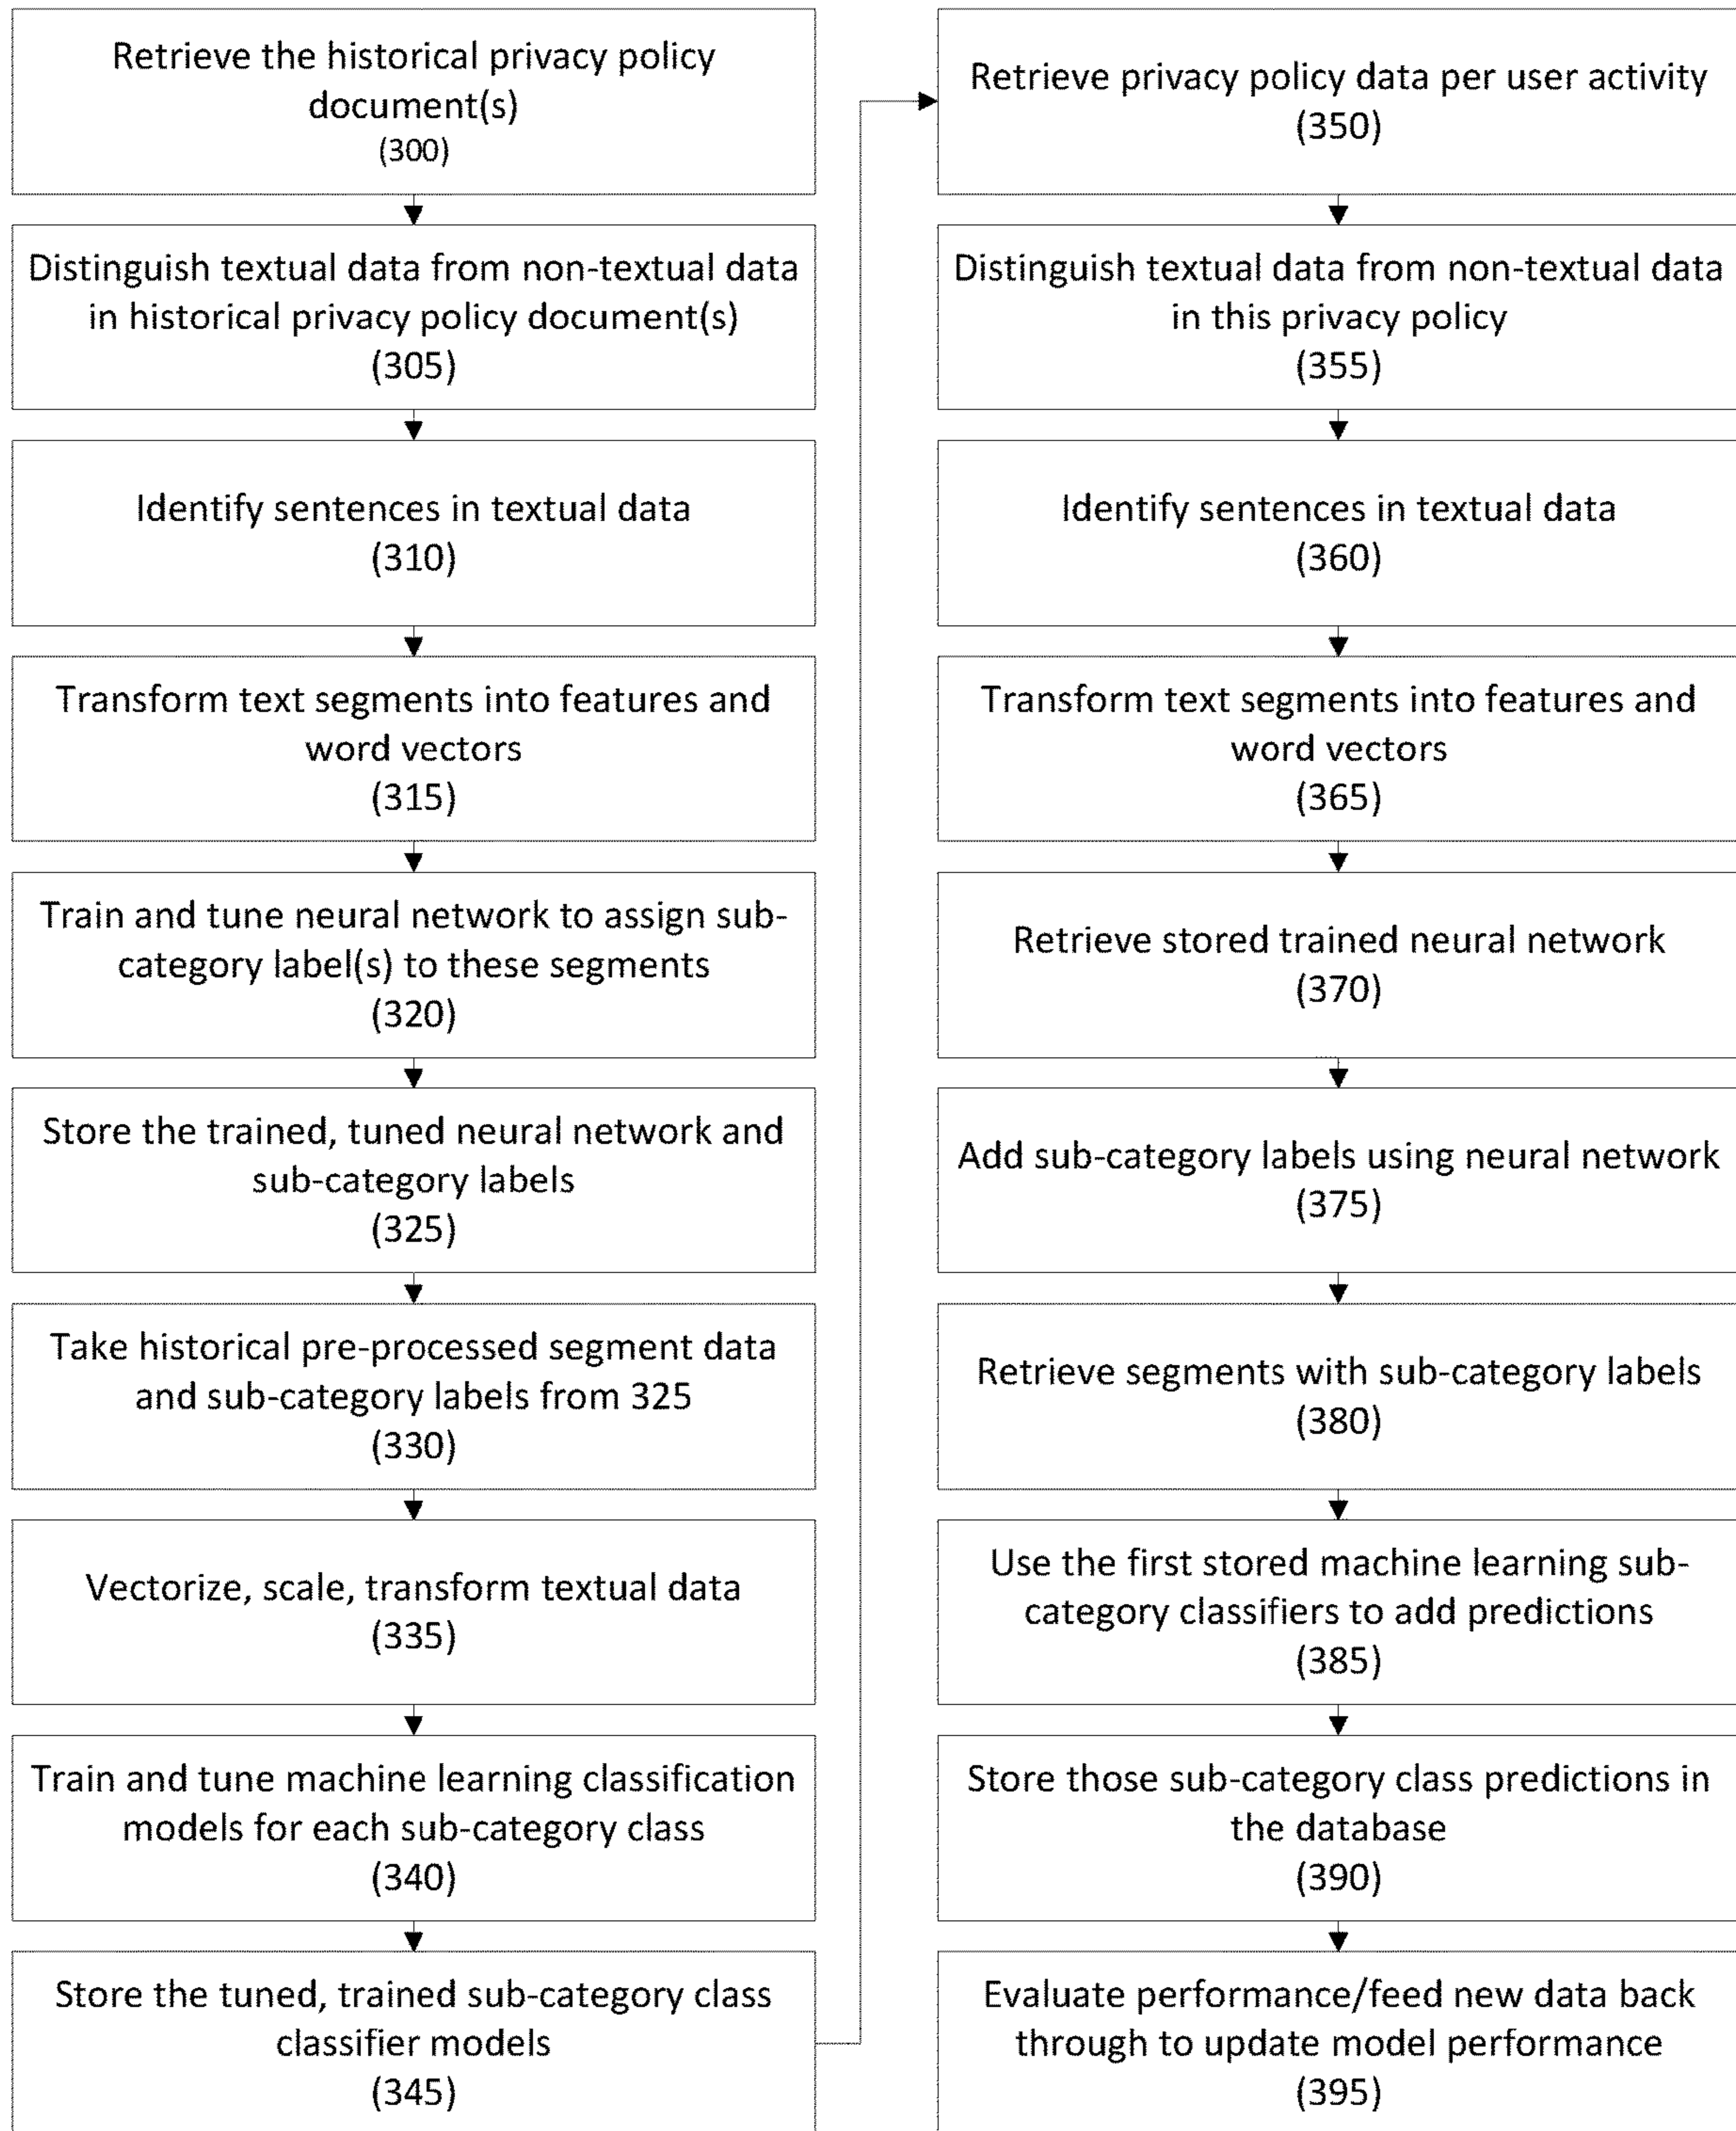 Retrieve the historical privacy policy
document(s)
(300)
Distinguish textual data from non-textual data
in historical privacy policy document(s)
(305)
Identify sentences in textual data
(310)
Transform text segments into features and
word vectors
(315)
Train and tune neural network to assign sub-
category label(s) to these segments
(320)
Store the trained, tuned neural network and
sub-category labels
(325)
Take historical pre-processed segment data
and sub-category labels from 325
(330)
Vectorize, scale, transform textual data
(335)
Train and tune machine learning classification
models for each sub-category class
(340)
Store the tuned, trained sub-category class
classifier models
(345)
Retrieve privacy policy data per user activity
(350)
Distinguish textual data from non-textual data
in this privacy policy
(355)
Identify sentences in textual data
(360)
Transform text segments into features and
word vectors
(365)
Retrieve stored trained neural network
(370)
Add sub-category labels using neural network
(375)
Retrieve segments with sub-category labels
(380)
Use the first stored machine learning sub-
category classifiers to add predictions
(385)
Store those sub-category class predictions in
the database
(390)
Evaluate performance/feed new data back
through to update model performance
(395)